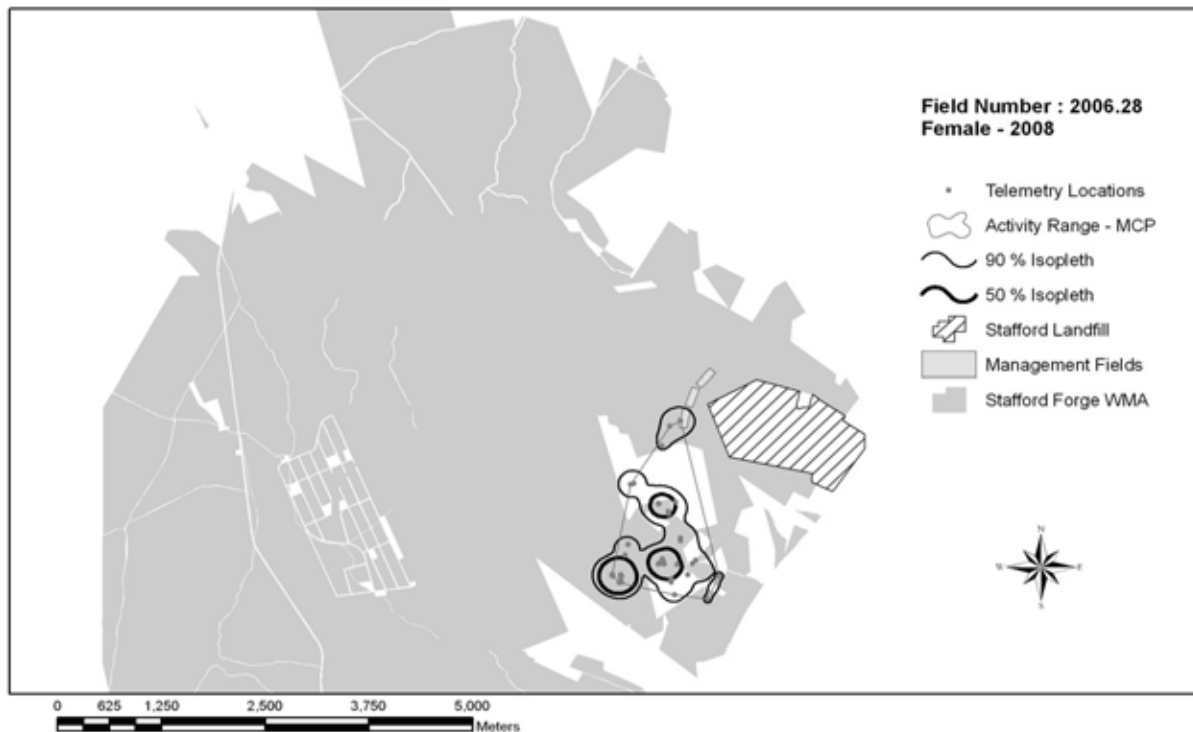 Field Number : 2006.28
Female - 2008
Telemetry Locations
Activity Range - MCP
90 % Isopleth
50 % Isopleth
Stafford Landfill
Management Fields
Stafford Forge WMA
N
W E
S
0 625 1,250 2,500 3,750 5,000
Meters